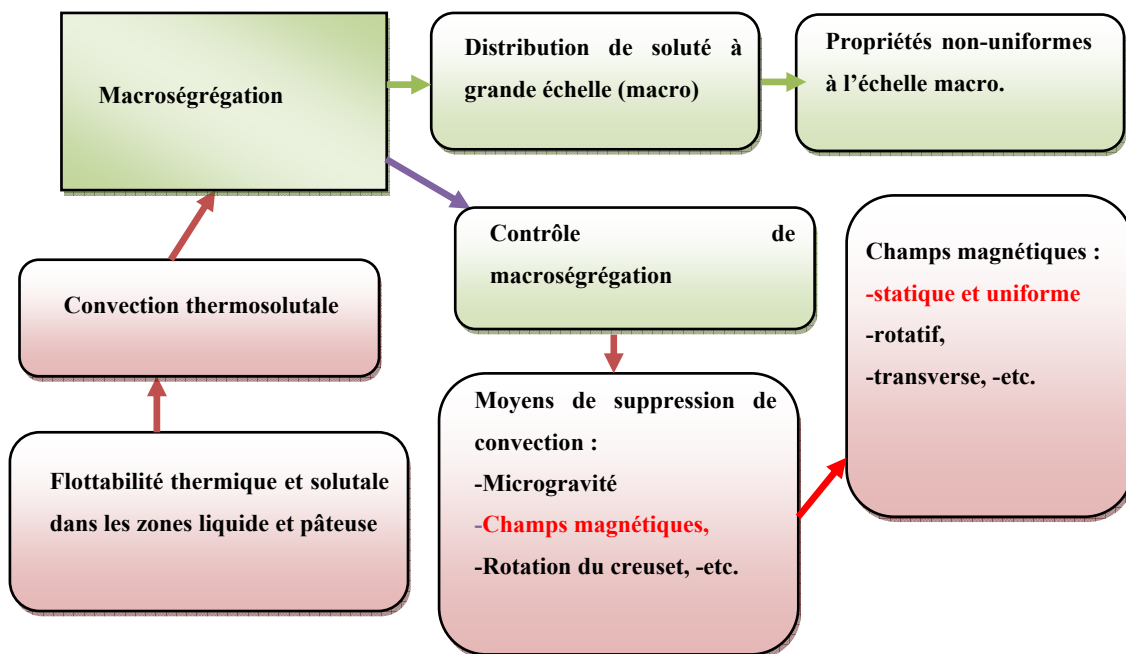 Macroségrégation
Distribution de soluté à
grande échelle (macro)
Propriétés non-uniformes
à l'échelle macro.
Convection thermosolutale
Contrôle de
macroségrégation
Champs magnétiques :
-statique et uniforme
-rotatif,
-transverse, -etc.
Flottabilité thermique et solutale
dans les zones liquide et pâteuse
Moyens de suppression de
convection :
-Microgravité
-Champs magnétiques,
-Rotation du creuset, -etc.